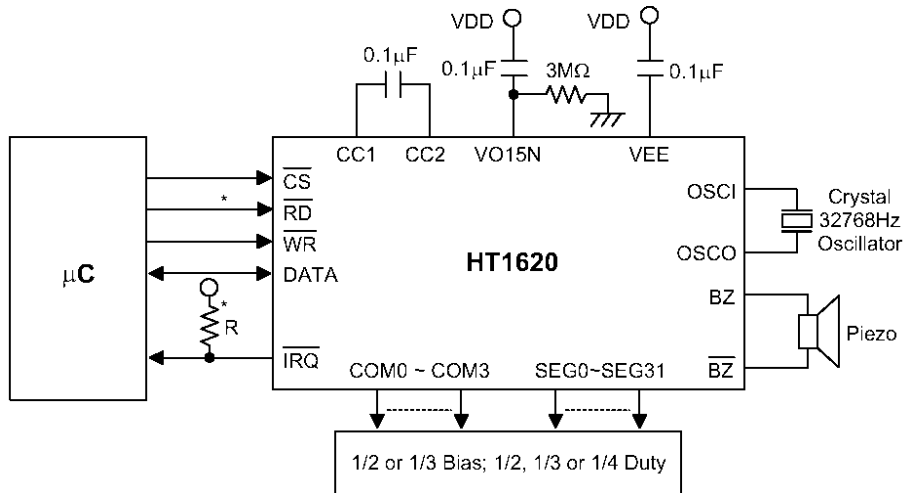 VDD
VDD
0.1μF
0.1μF
3MΩ
0.1μF
CC1
CC2
VO15N
VEE
μC
*
CS
RD
WR
DATA
*
R
IRQ
HT1620
OSCI
OSCO
Crystal
32768Hz
Oscillator
BZ
BZ
Piezo
COM0 ~ COM3
SEG0~SEG31
1/2 or 1/3 Bias; 1/2, 1/3 or 1/4 Duty